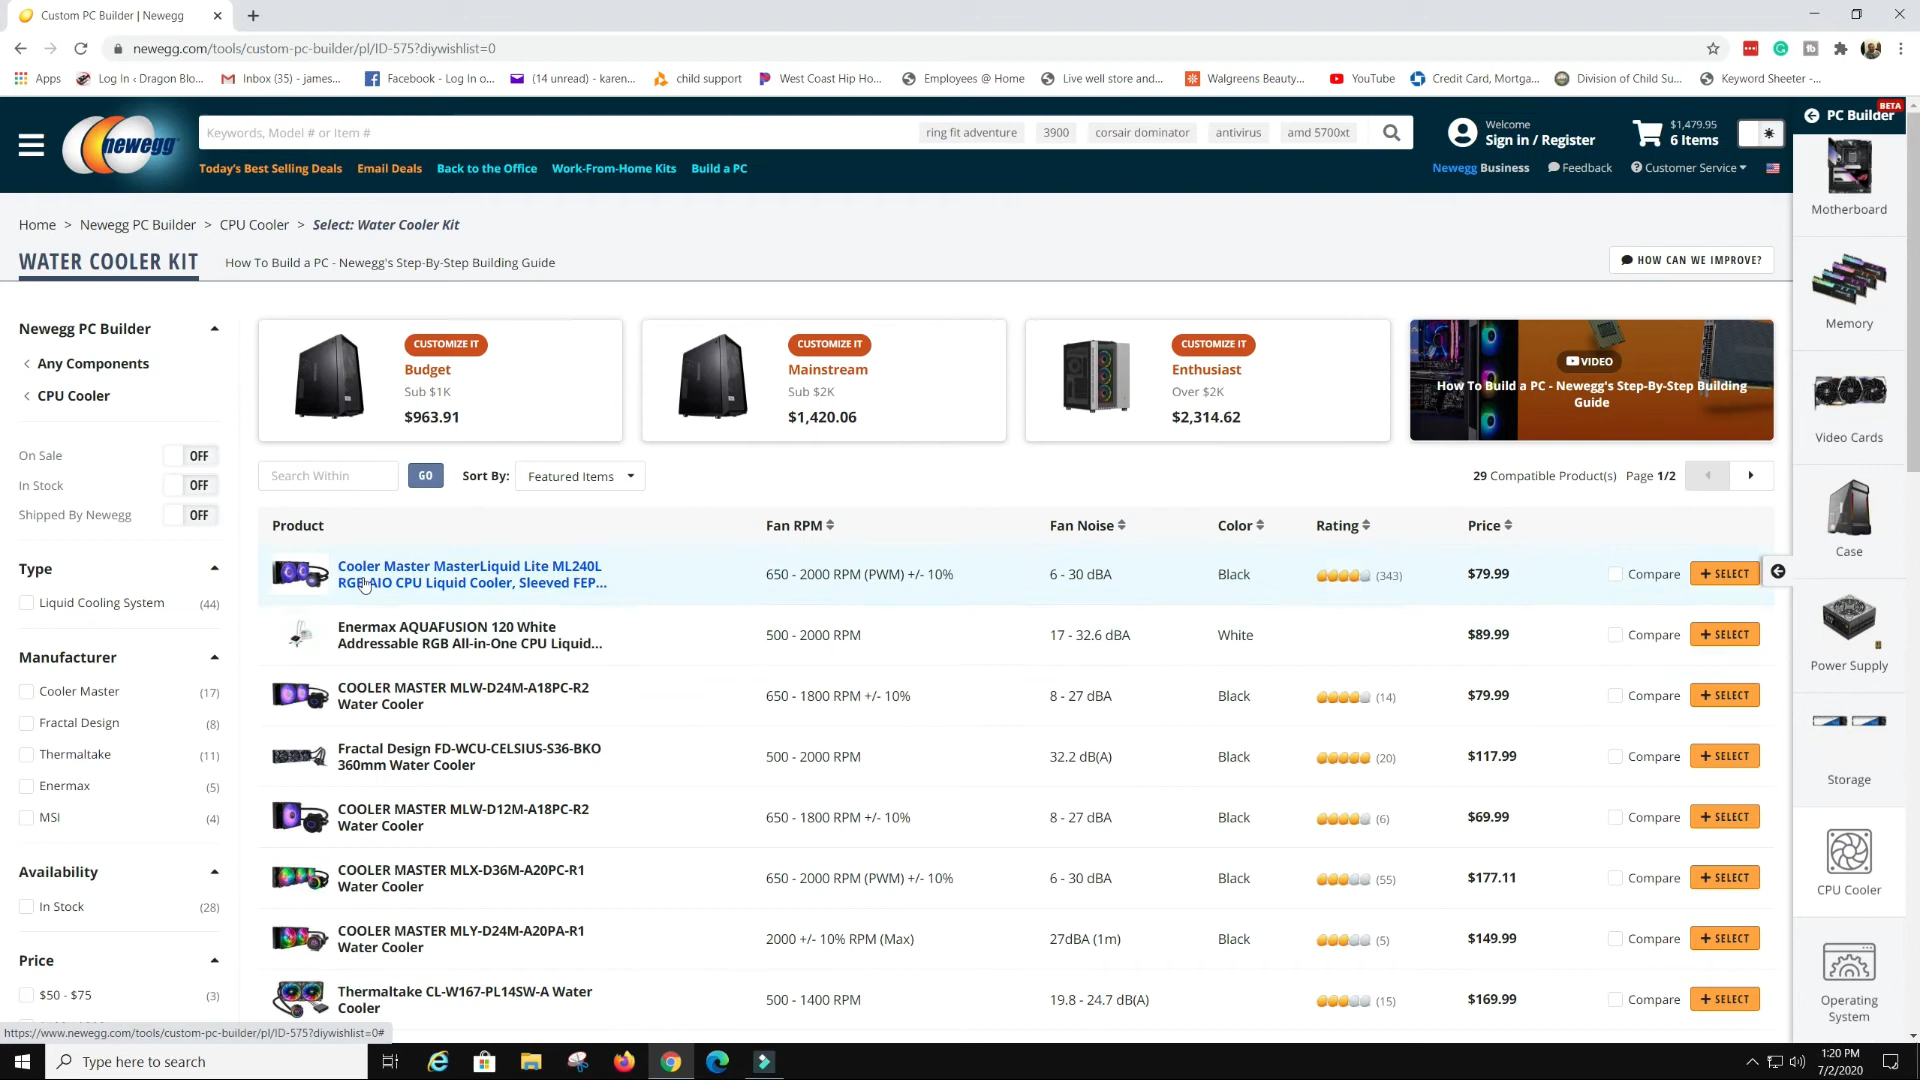 Custom PC Builder | Newegg
newegg.com/tools/custom-pc-builder/pl/ID-575?diywishlist=0
Apps
Log In ‹ Dragon Blo...
Inbox (35) - james...
Facebook - Log In o...
(14 unread) - karen...
child support
West Coast Hip Ho...
Employees @ Home
Live well store and...
Walgreens Beauty...
YouTube
Credit Card, Mortga...
Division of Child Su...
Keyword Sheeter -...
newegg
Keywords, Model # or Item #
ring fit adventure
3900
corsair dominator
antivirus
amd 5700xt
Welcome
Sign in / Register
$1,479.95
6 Items
BETA
PC Builder
Today's Best Selling Deals
Email Deals
Back to the Office
Work-From-Home Kits
Build a PC
Newegg Business
Feedback
Customer Service
Home > Newegg PC Builder > CPU Cooler > Select: Water Cooler Kit
WATER COOLER KIT
How To Build a PC - Newegg's Step-By-Step Building Guide
HOW CAN WE IMPROVE?
Newegg PC Builder
< Any Components
< CPU Cooler
On Sale OFF
In Stock OFF
Shipped By Newegg OFF
Type
Liquid Cooling System (44)
Manufacturer
Cooler Master (17)
Fractal Design (8)
Thermaltake (11)
Enermax (5)
MSI (4)
Availability
In Stock (28)
Price
$50 - $75 (3)
CUSTOMIZE IT
Budget
Sub $1K
$963.91
CUSTOMIZE IT
Mainstream
Sub $2K
$1,420.06
CUSTOMIZE IT
Enthusiast
Over $2K
$2,314.62
VIDEO
How To Build a PC - Newegg's Step-By-Step Building
Guide
Search Within
GO
Sort By:
Featured Items
29 Compatible Product(s) Page 1/2
Product Fan RPM Fan Noise Color Rating Price
Cooler Master MasterLiquid Lite ML240L
RGB AIO CPU Liquid Cooler, Sleeved FEP...
650 - 2000 RPM (PWM) +/- 10% 6 - 30 dBA Black (343) $79.99 Compare + SELECT
Enermax AQUAFUSION 120 White
Addressable RGB All-in-One CPU Liquid...
500 - 2000 RPM 17 - 32.6 dBA White $89.99 Compare + SELECT
COOLER MASTER MLW-D24M-A18PC-R2
Water Cooler
650 - 1800 RPM +/- 10% 8 - 27 dBA Black (14) $79.99 Compare + SELECT
Fractal Design FD-WCU-CELSIUS-S36-BKO
360mm Water Cooler
500 - 2000 RPM 32.2 dB(A) Black (20) $117.99 Compare + SELECT
COOLER MASTER MLW-D12M-A18PC-R2
Water Cooler
650 - 1800 RPM +/- 10% 8 - 27 dBA Black (6) $69.99 Compare + SELECT
COOLER MASTER MLX-D36M-A20PC-R1
Water Cooler
650 - 2000 RPM (PWM) +/- 10% 6 - 30 dBA Black (55) $177.11 Compare + SELECT
COOLER MASTER MLY-D24M-A20PA-R1
Water Cooler
2000 +/- 10% RPM (Max) 27dBA (1m) Black (5) $149.99 Compare + SELECT
Thermaltake CL-W167-PL14SW-A Water
Cooler
500 - 1400 RPM 19.8 - 24.7 dB(A) (15) $169.99 Compare + SELECT
Motherboard
Memory
Video Cards
Case
Power Supply
Storage
CPU Cooler
Operating
System
https://www.newegg.com/tools/custom-pc-builder/pl/ID-575?diywishlist=0#
Type here to search
1:20 PM
7/2/2020